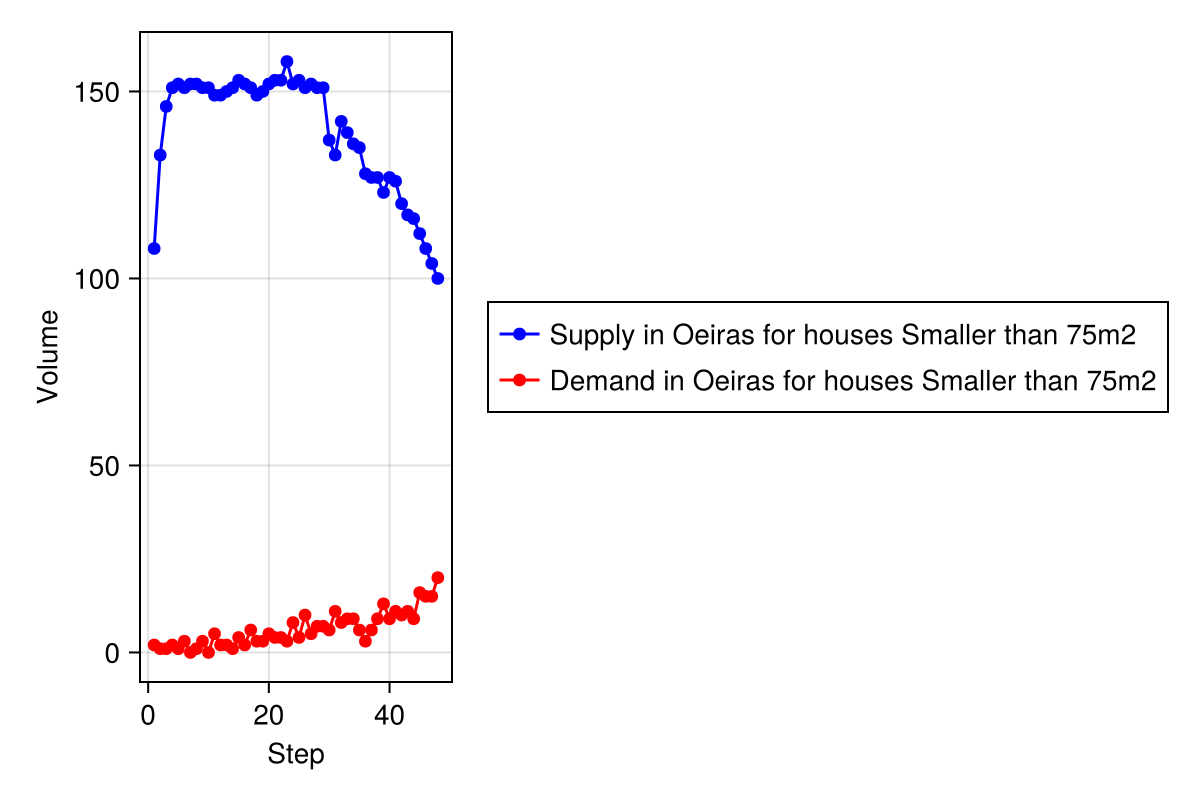 150
100
50
0
Volume
0 20 40
Step
Supply in Oeiras for houses Smaller than 75m2
Demand in Oeiras for houses Smaller than 75m2